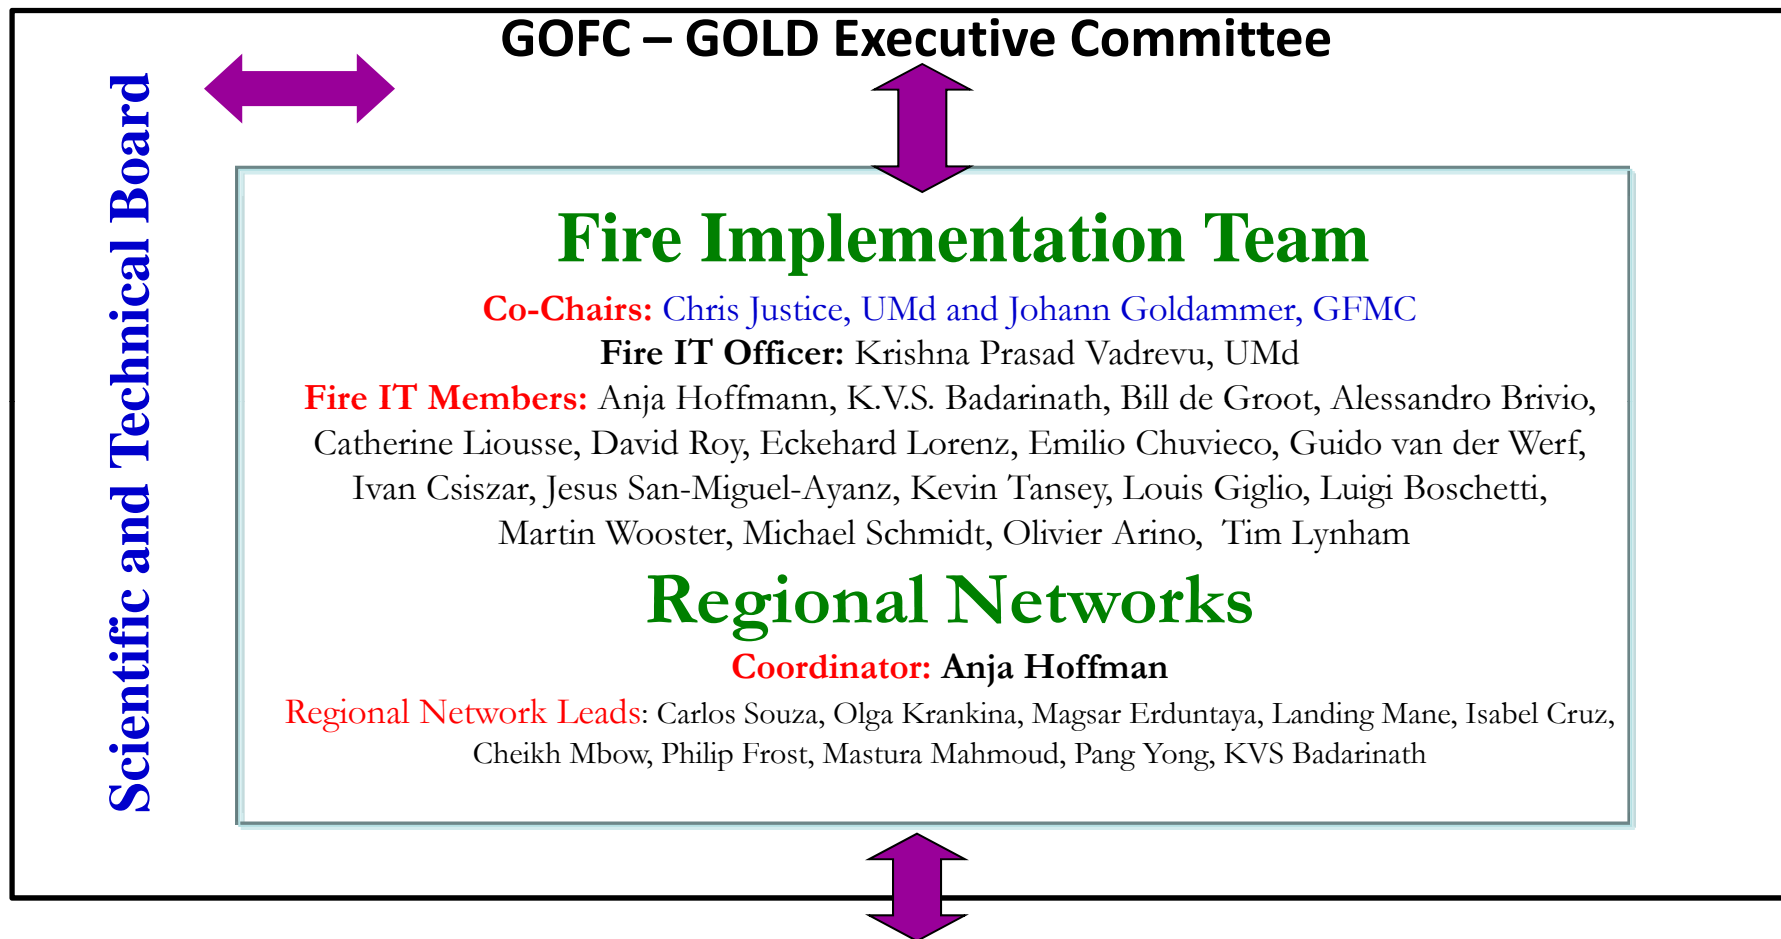 GOFC – GOLD Executive Committee
Scientific and Technical Board
Fire Implementation Team
Co-Chairs: Chris Justice, UMd and Johann Goldammer, GFMC
Fire IT Officer: Krishna Prasad Vadrevu, UMd
Fire IT Members: Anja Hoffmann, K.V.S. Badarinath, Bill de Groot, Alessandro Brivio,
Catherine Liousse, David Roy, Eckehard Lorenz, Emilio Chuvieco, Guido van der Werf,
Ivan Csiszar, Jesus San-Miguel-Ayanz, Kevin Tansey, Louis Giglio, Luigi Boschetti,
Martin Wooster, Michael Schmidt, Olivier Arino, Tim Lynham
Regional Networks
Coordinator: Anja Hoffman
Regional Network Leads: Carlos Souza, Olga Krankina, Magsar Erduntaya, Landing Mane, Isabel Cruz,
Cheikh Mbow, Philip Frost, Mastura Mahmoud, Pang Yong, KVS Badarinath